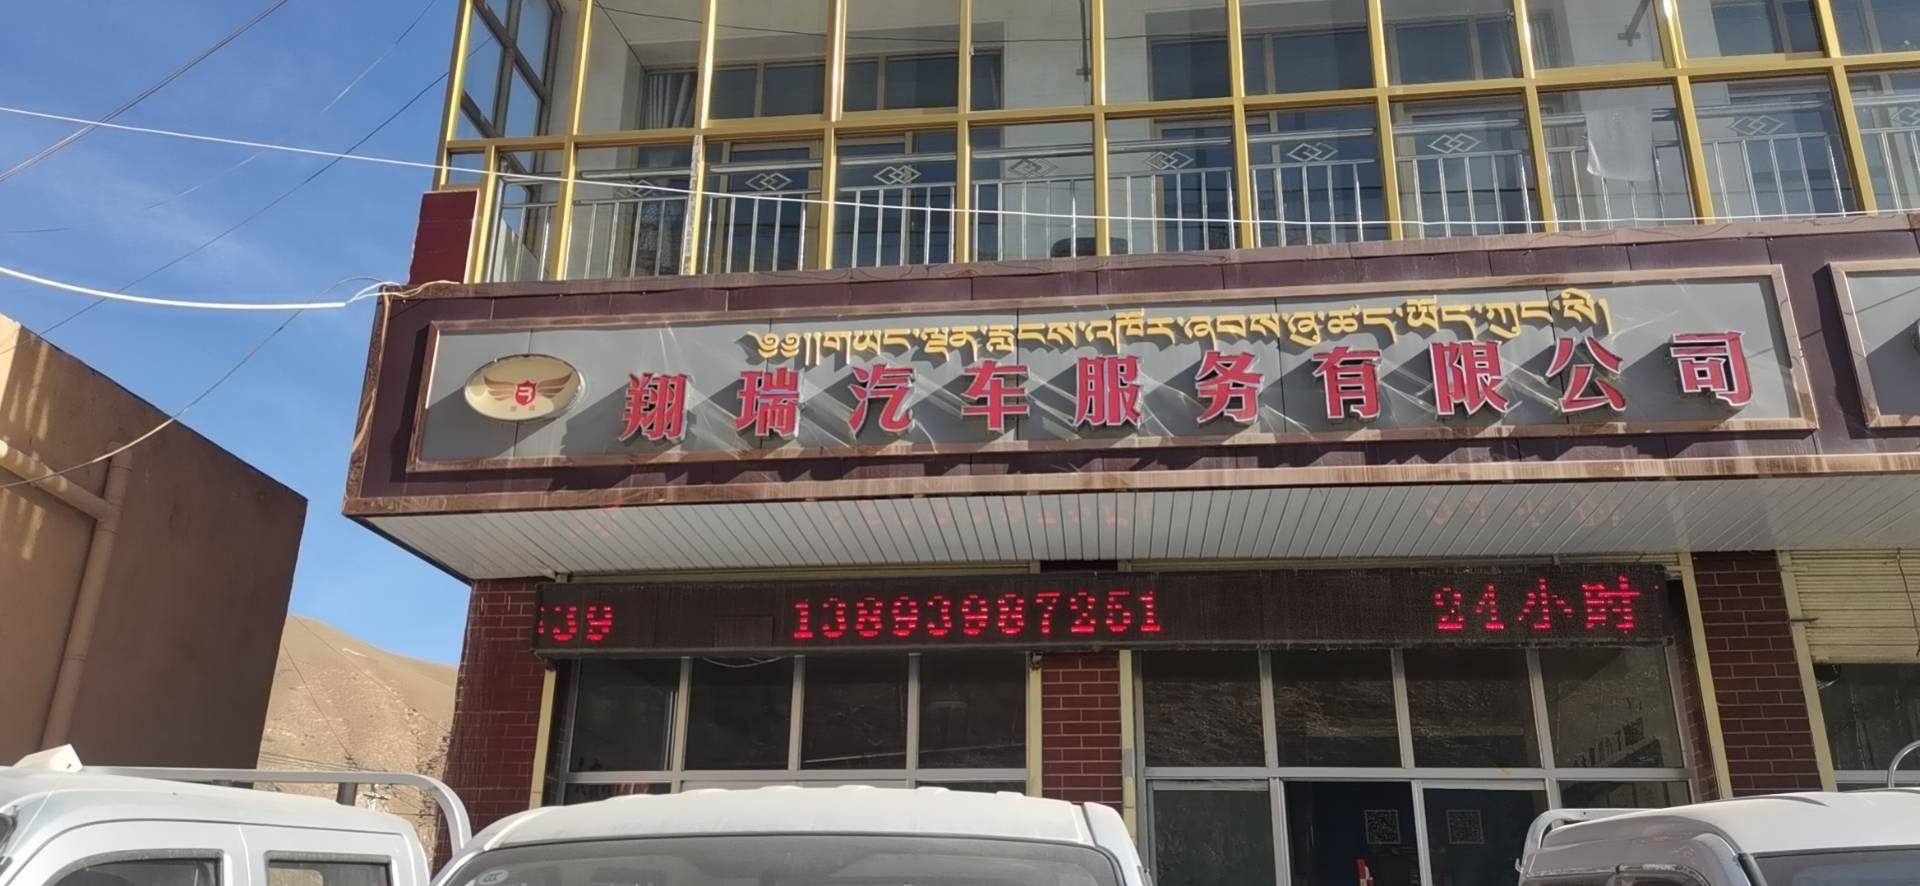 ༄༅།།གཡང་ལྡན་རླངས་འཁོར་ཞབས་ཞུ་ཚད་ཡོད་ཀུང་སི།
翔瑞汽车服务有限公司
39 13893987251 24小时